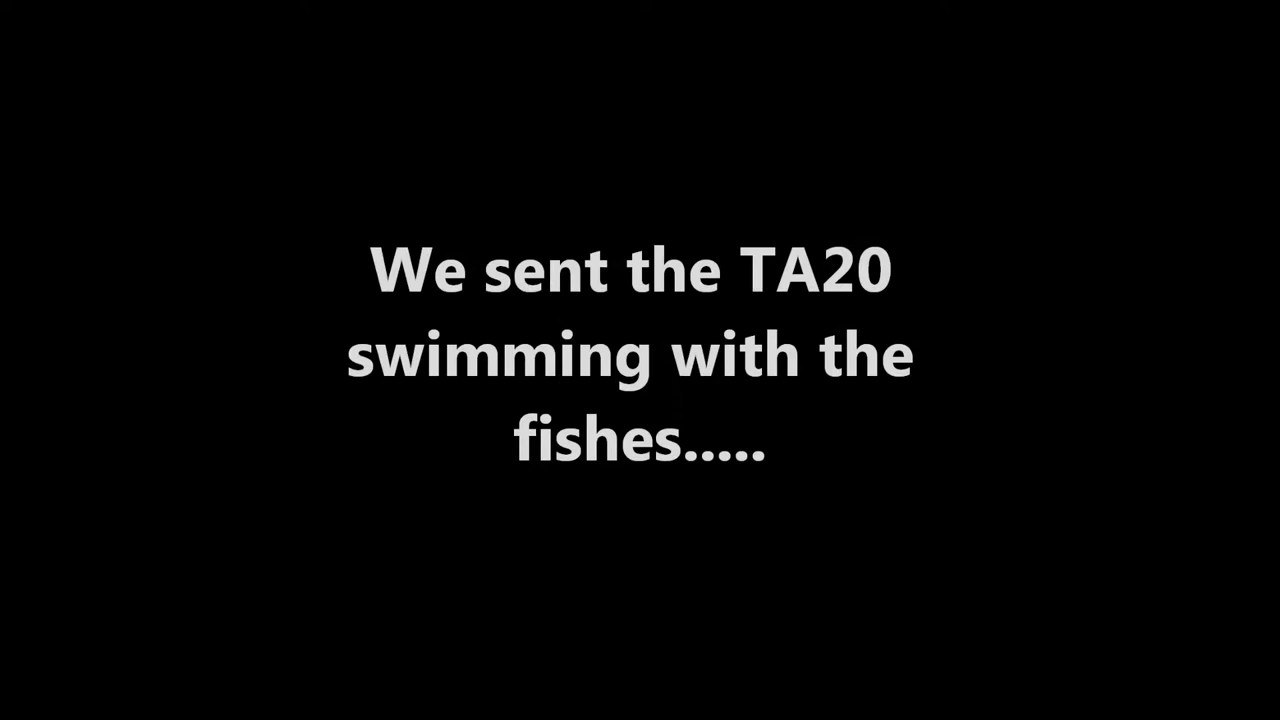 We sent the TA20
swimming with the
fishes.....